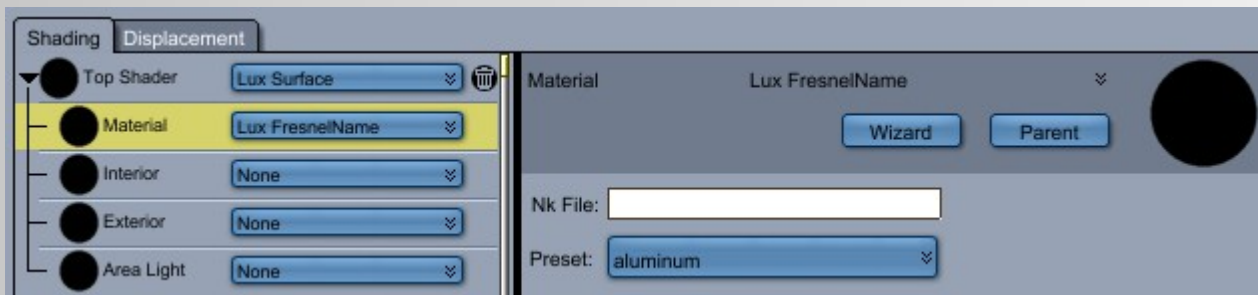 Shading Displacement
Top Shader Lux Surface
Material Lux FresnelName
Interior None
Exterior None
Area Light None
Material Lux FresnelName
Wizard Parent
Nk File:
Preset: aluminum